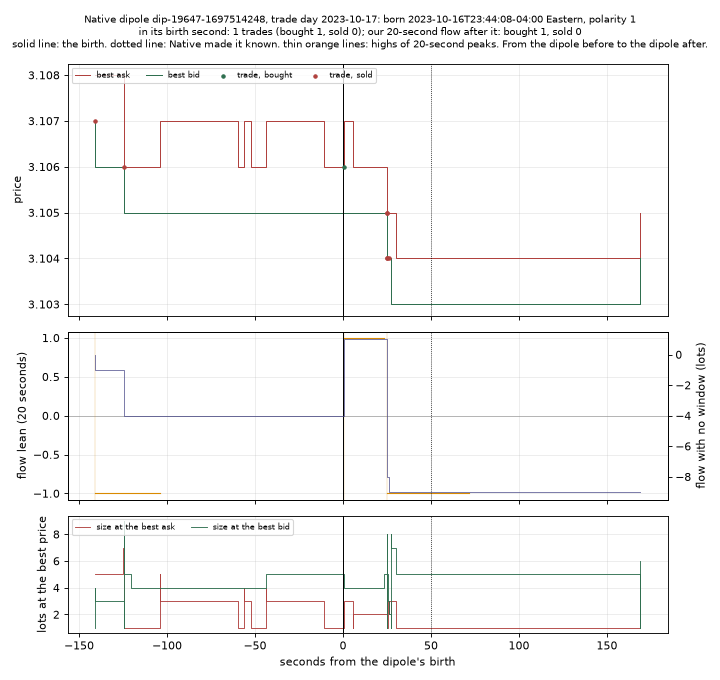 Native dipole dip-19647-1697514248, trade day 2023-10-17: born 2023-10-16T23:44:08-04:00 Eastern, polarity 1
in its birth second: 1 trades (bought 1, sold 0); our 20-second flow after it: bought 1, sold 0
solid line: the birth. dotted line: Native made it known. thin orange lines: highs of 20-second peaks. From the dipole before to the dipole after.
best ask best bid trade, bought trade, sold
3.108
3.107
3.106
3.105
3.104
3.103
price
1.0
0.5
0.0
−0.5
−1.0
flow lean (20 seconds)
0
−2
−4
−6
−8
flow with no window (lots)
size at the best ask size at the best bid
8
6
4
2
lots at the best price
−150 −100 −50 0 50 100 150
seconds from the dipole's birth